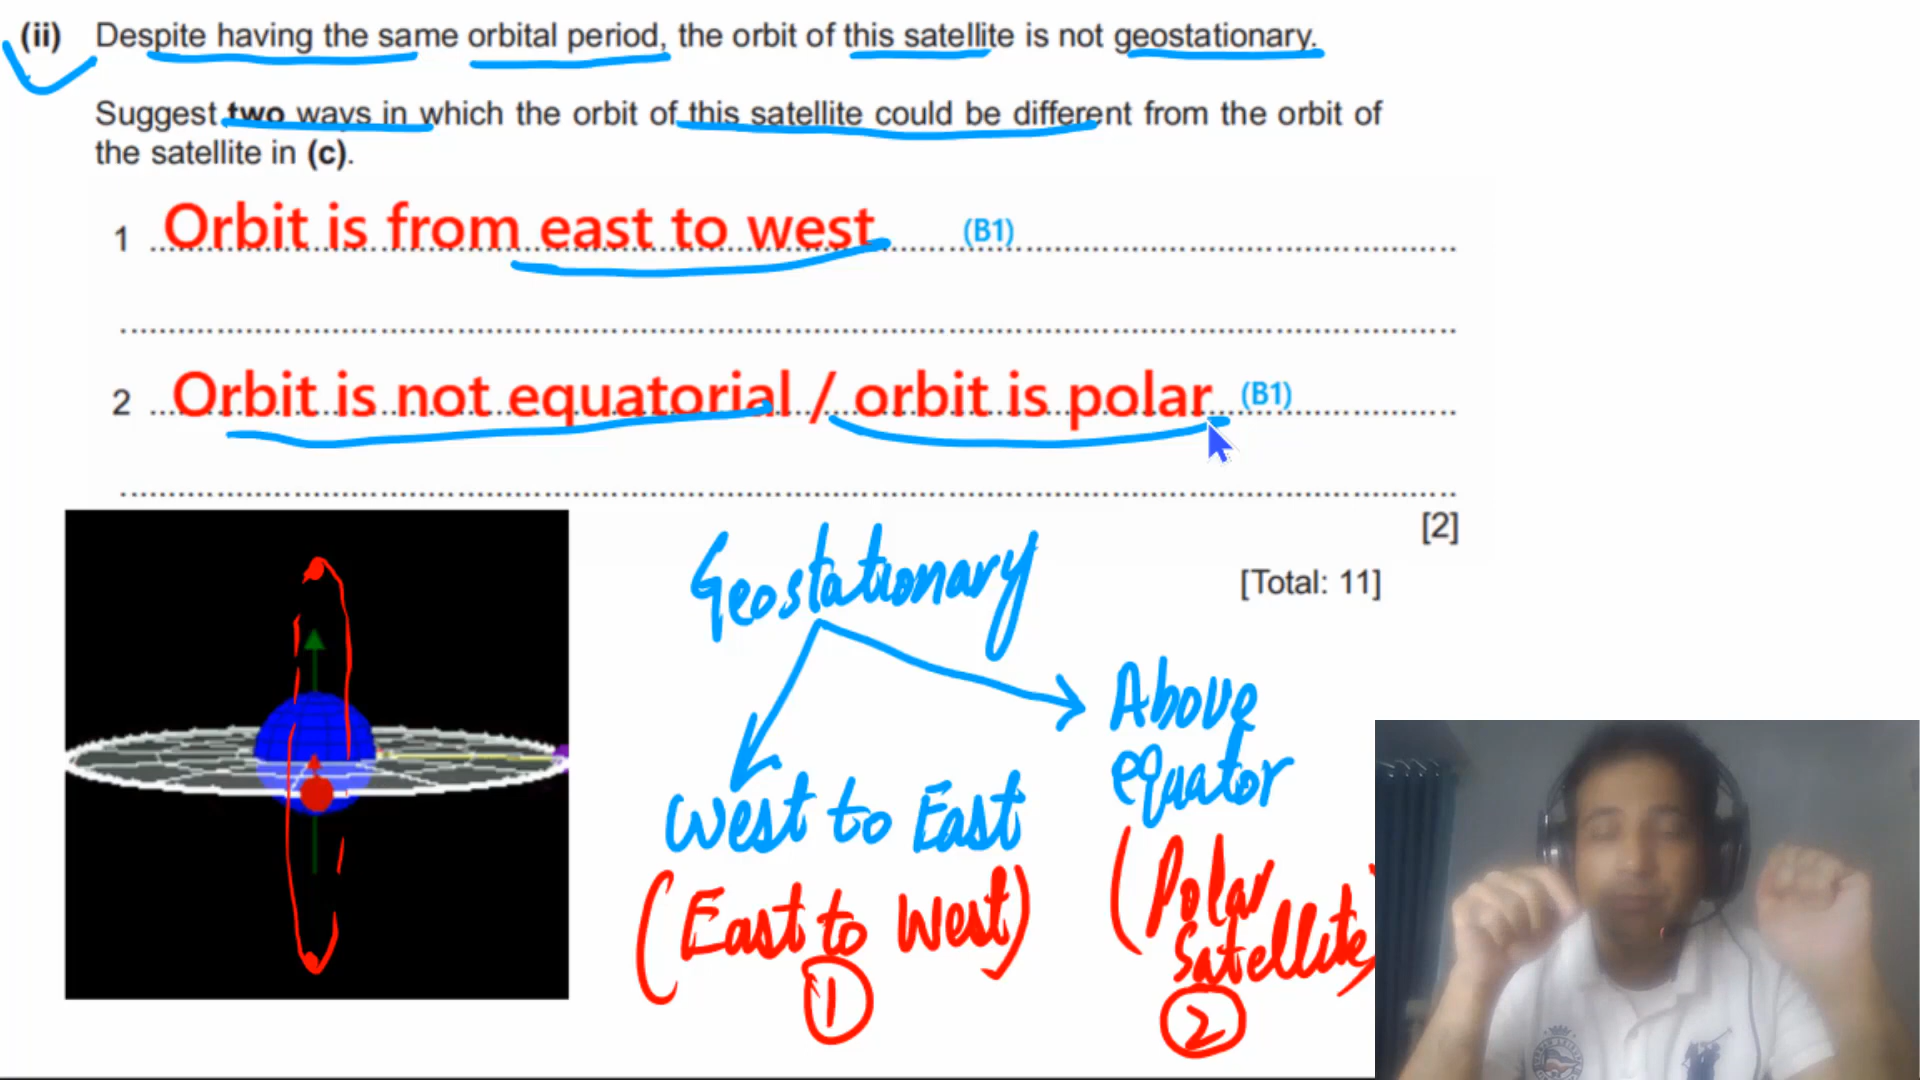 (ii) Despite having the same orbital period, the orbit of this satellite is not geostationary.
Suggest two ways in which the orbit of this satellite could be different from the orbit of
the satellite in (c).
1 Orbit is from east to west (B1)
2 Orbit is not equatorial / orbit is polar (B1)
[2]
[Total: 11]
Geostationary
West to East
(East to West)
1
Above
equator
(Polar
Satellite)
2